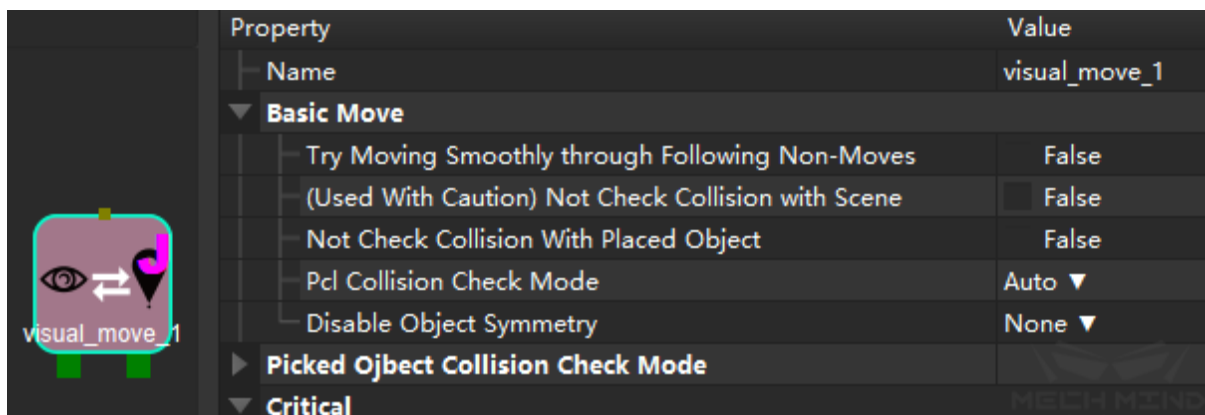 Property Value
Name visual_move_1
Basic Move
Try Moving Smoothly through Following Non-Moves False
(Used With Caution) Not Check Collision with Scene False
Not Check Collision With Placed Object False
Pcl Collision Check Mode Auto ▼
Disable Object Symmetry None ▼
visual_move_1
Picked Ojbect Collision Check Mode
Critical
MECH MIND